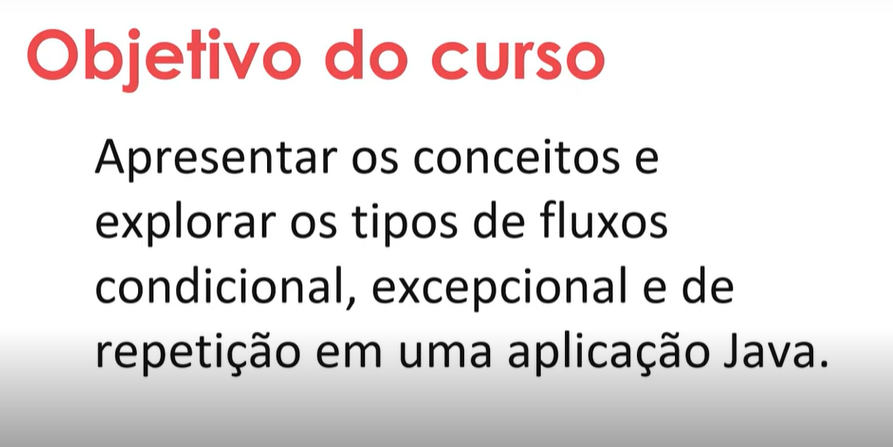 Objetivo do curso
Apresentar os conceitos e
explorar os tipos de fluxos
condicional, excepcional e de
repetição em uma aplicação Java.